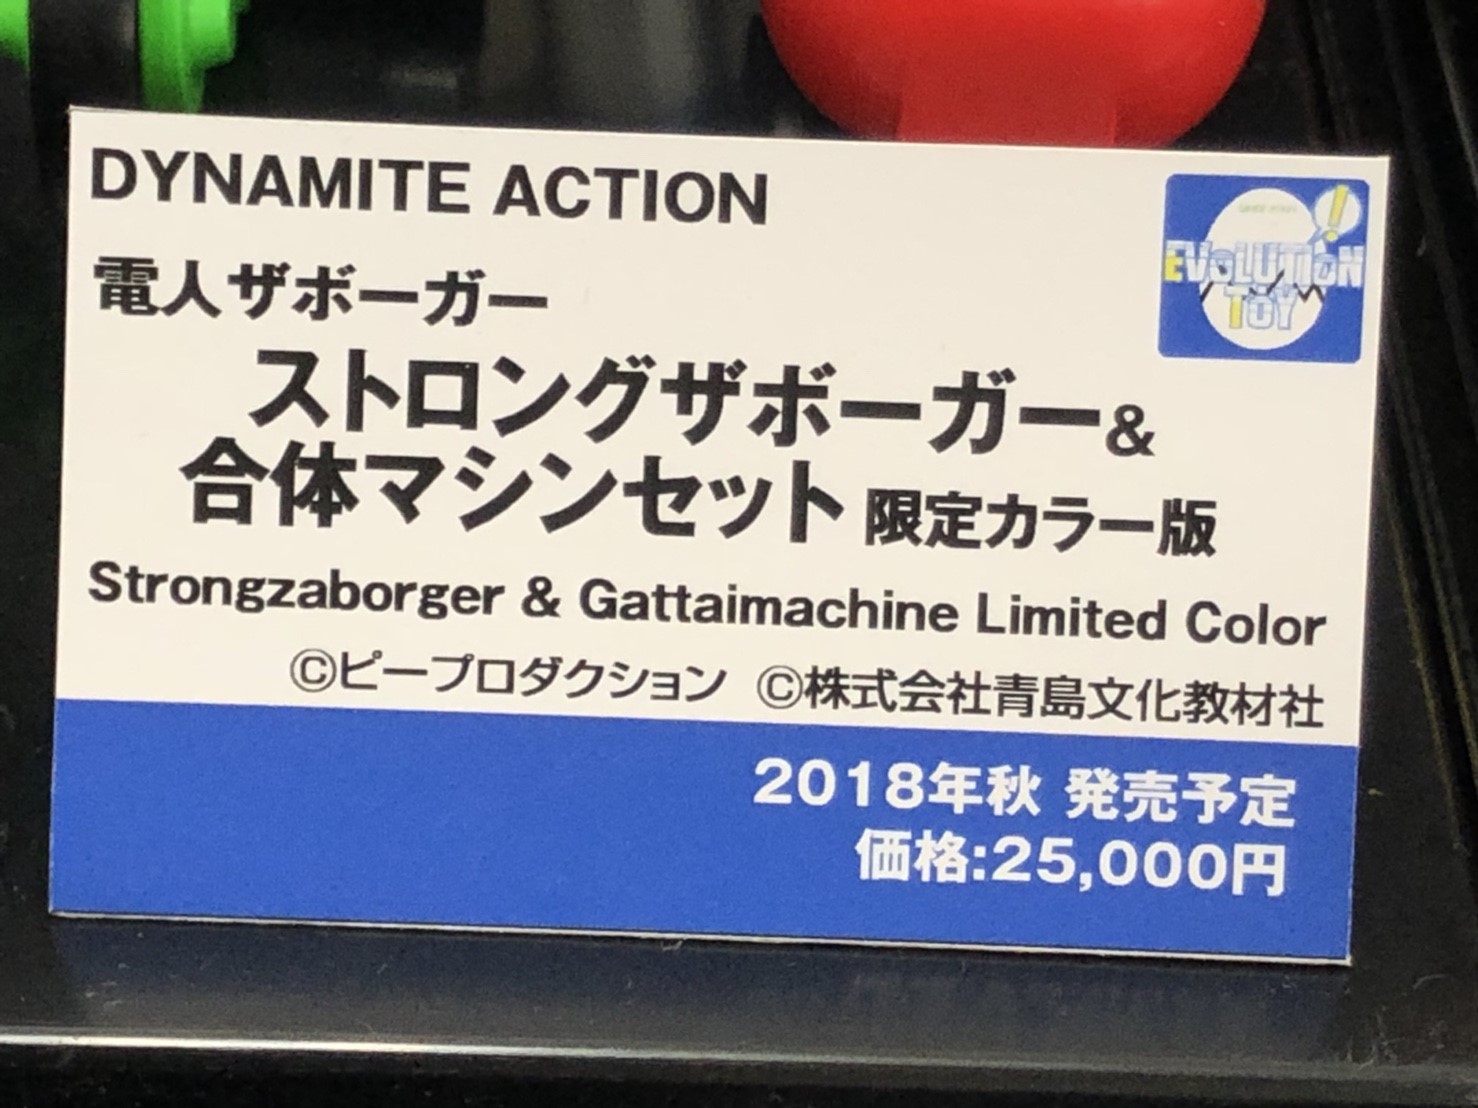 DYNAMITE ACTION
EVOLUTION
TOY
電人ザボーガー
ストロングザボーガー&
合体マシンセット 限定カラー版
Strongzaborger & Gattaimachine Limited Color
©ピープロダクション ©株式会社青島文化教材社
2018年秋 発売予定
価格:25,000円